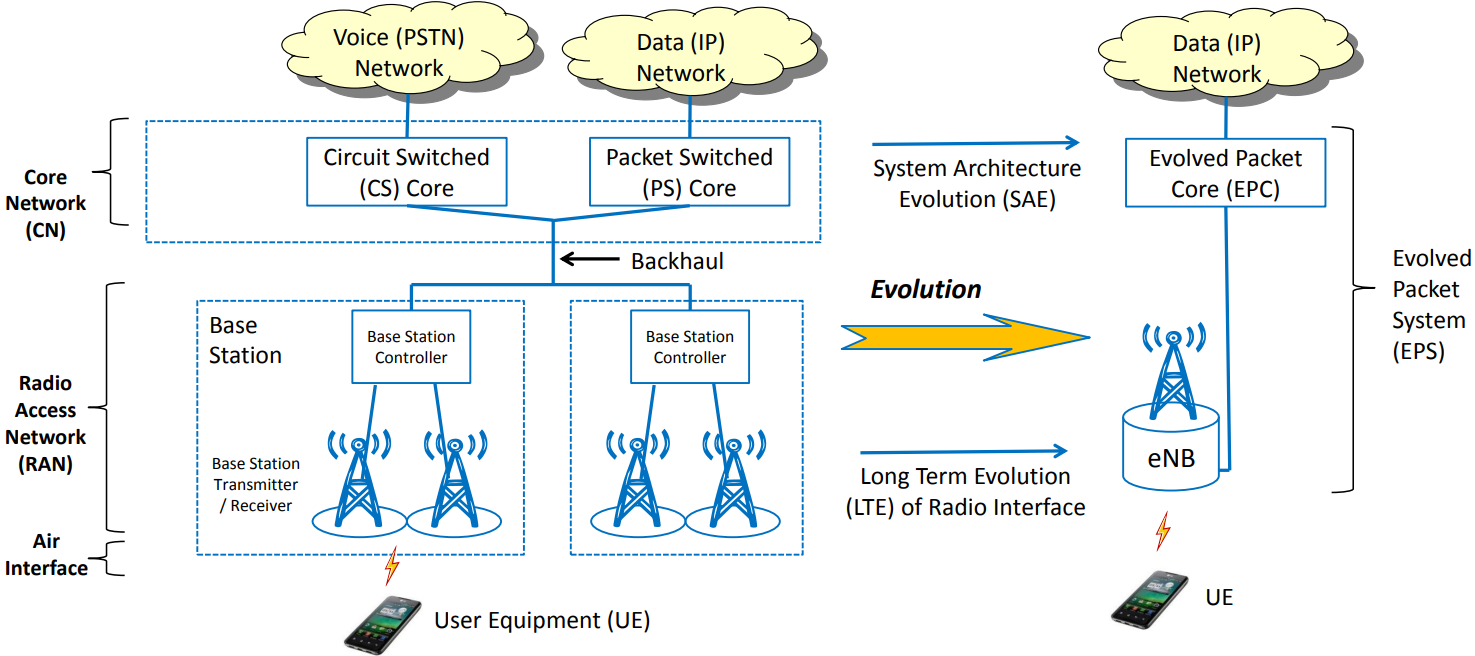 Voice (PSTN)
Network
Data (IP)
Network
Data (IP)
Network
Core
Network
(CN)
Circuit Switched
(CS) Core
Packet Switched
(PS) Core
System Architecture
Evolution (SAE)
Evolved Packet
Core (EPC)
Backhaul
Evolved
Packet
System
(EPS)
Radio
Access
Network
(RAN)
Base
Station
Base Station
Controller
Base Station
Controller
Evolution
Base Station
Transmitter
/ Receiver
Long Term Evolution
(LTE) of Radio Interface
eNB
Air
Interface
User Equipment (UE)
UE